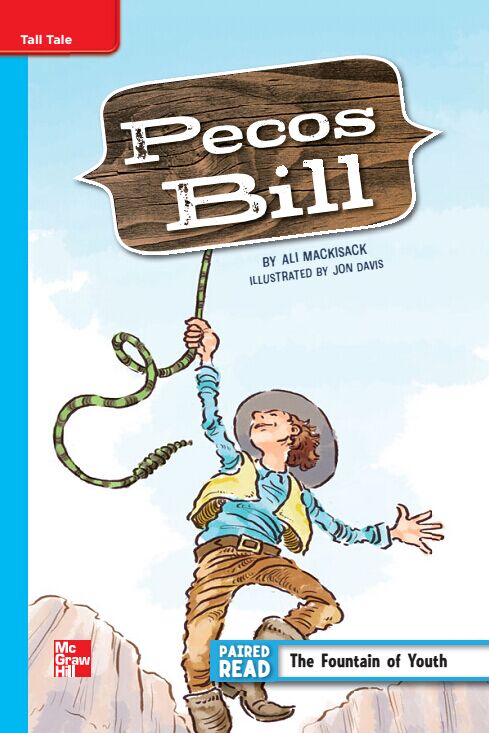 Tall Tale
Pecos
Bill
BY ALI MACKISACK
ILLUSTRATED BY JON DAVIS
Mc
Graw
Hill
PAIRED
READ
The Fountain of Youth